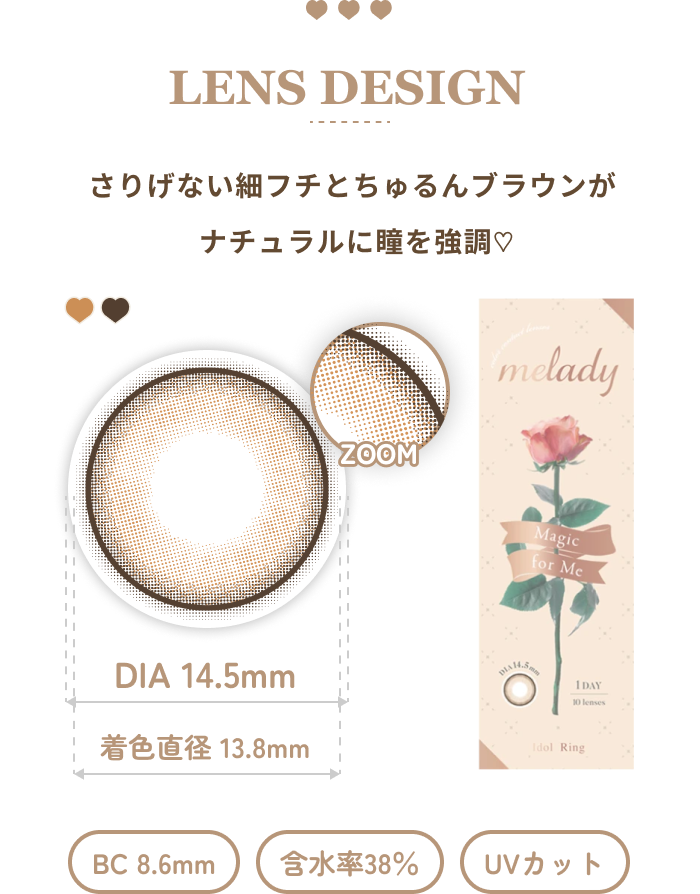 LENS DESIGN
さりげない細フチとちゅるんブラウンが
ナチュラルに瞳を強調♡
ZOOM
melady
Magic
for Me
DIA 14.5mm
1DAY
10 lenses
Idol Ring
DIA 14.5mm
着色直径 13.8mm
BC 8.6mm
含水率38%
UVカット